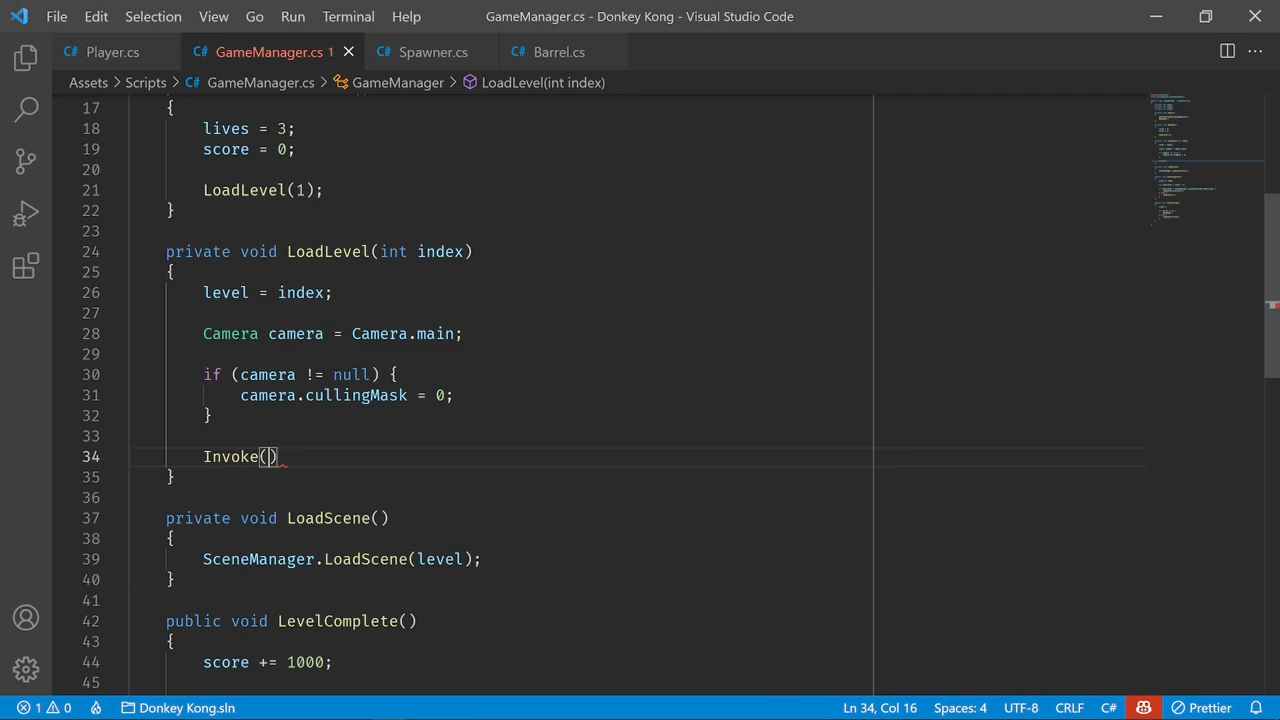 File Edit Selection View Go Run Terminal Help GameManager.cs - Donkey Kong - Visual Studio Code
C# Player.cs C# GameManager.cs 1 C# Spawner.cs C# Barrel.cs
Assets > Scripts > C# GameManager.cs > GameManager > LoadLevel(int index)
17 {
18 lives = 3;
19 score = 0;
20
21 LoadLevel(1);
22 }
23
24 private void LoadLevel(int index)
25 {
26 level = index;
27
28 Camera camera = Camera.main;
29
30 if (camera != null) {
31 camera.cullingMask = 0;
32 }
33
34 Invoke()
35 }
36
37 private void LoadScene()
38 {
39 SceneManager.LoadScene(level);
40 }
41
42 public void LevelComplete()
43 {
44 score += 1000;
45
1 0 Donkey Kong.sln Ln 34, Col 16 Spaces: 4 UTF-8 CRLF C# Prettier